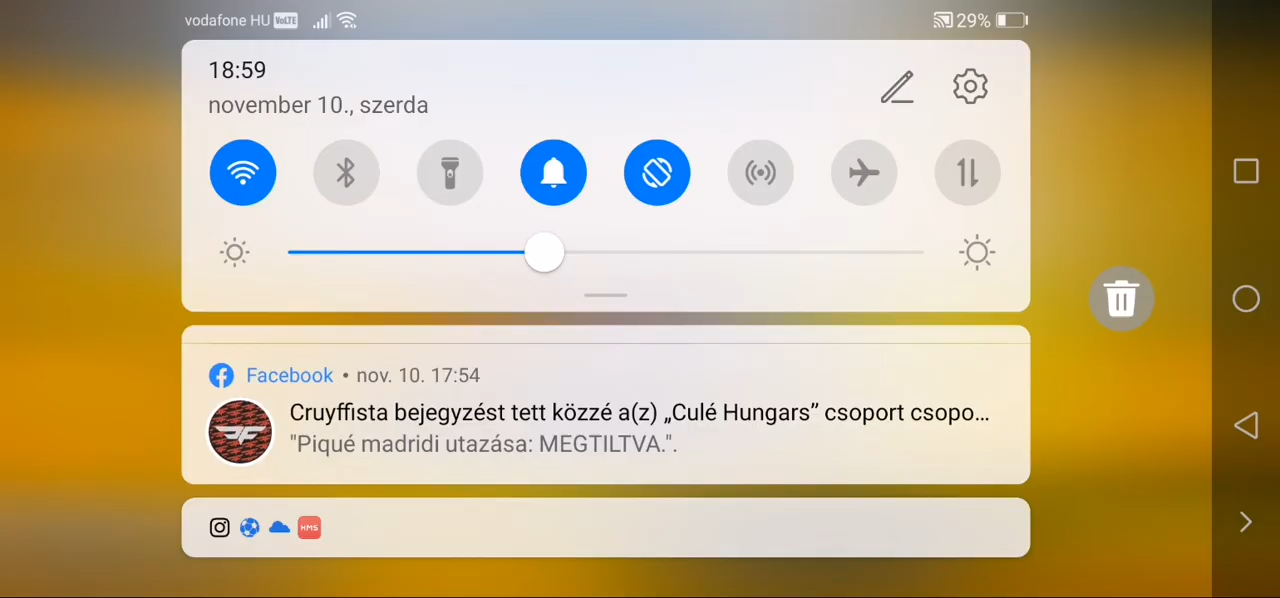 vodafone HU VoLTE
29%
18:59
november 10., szerda
Facebook • nov. 10. 17:54
Cruyffista bejegyzést tett közzé a(z) „Culé Hungars” csoport csopo...
"Piqué madridi utazása: MEGTILTVA.".
HMS